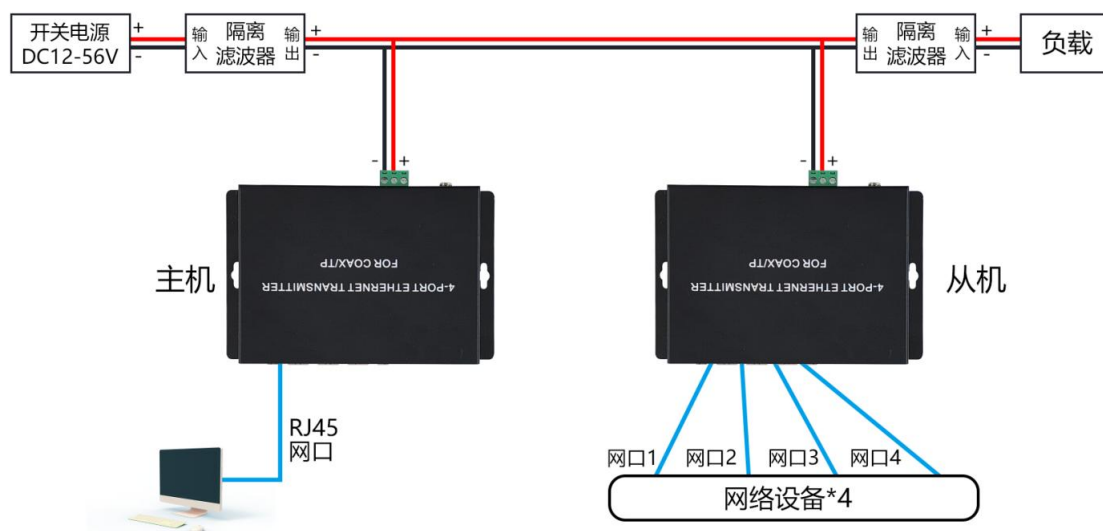 开关电源
DC12-56V
+
-
输入
隔离
滤波器
输出
+
-
输出
隔离
滤波器
输入
+
-
负载
- +
- +
主机
4-PORT ETHERNET TRANSMITTER
FOR COAX/TP
4-PORT ETHERNET TRANSMITTER
FOR COAX/TP
从机
RJ45
网口
网口1 网口2 网口3 网口4
网络设备*4